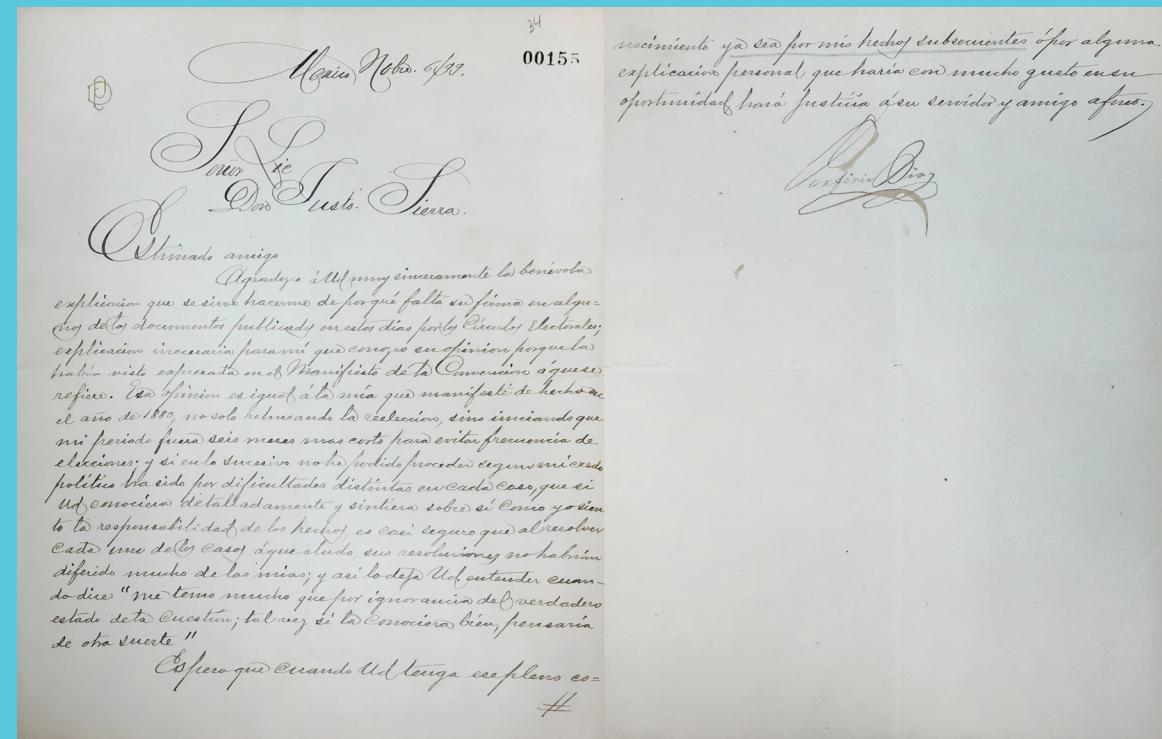 34
00155
Mexico Nobre. 6/99.
PD
Señor Lic
Don Justo. Sierra.
Estimado amigo
Agradezco á Ud muy sinceramente la benévola
explicacion que se sirve hacerme de por qué falta su firma en algu=
nos de los documentos publicados en estos dias por los Círculos Electorales;
explicacion inecesaria para mí que conozco su opinion porque la
habia visto expresada en el Manifiesto de la Convencion á que se
refiere. Esa opinion es igual á la mía que manifesté de hecho en
el año de 1880, no solo rehusando la reeleccion, sino iniciando que
mi periodo fuera seis meses mas corto para evitar frecuencia de
elecciones; y si en lo sucesivo no he podido proceder segun mi credo
político ha sido por dificultades distintas en cada caso, que si
Ud conociera detalladamente y sintiera sobre sí como yo sien
to la responsabilidad de los hechos, es casi seguro que al resolver
cada uno de los casos á que aludo, sus resoluciones no habrian
diferido mucho de las mias; y asi lo deja Ud entender cuan-
do dice "me temo mucho que por ignorancia del verdadero
estado de la cuestion; tal vez si la conociera bien, pensaria
de otra suerte"
Espero que cuando Ud tenga ese pleno co=
nocimiento ya sea por mis hechos subsecuentes ó por alguna
explicacion personal que haría con mucho gusto en su
oportunidad, hará justicia á su servidor y amigo afmo.
Porfirio Diaz